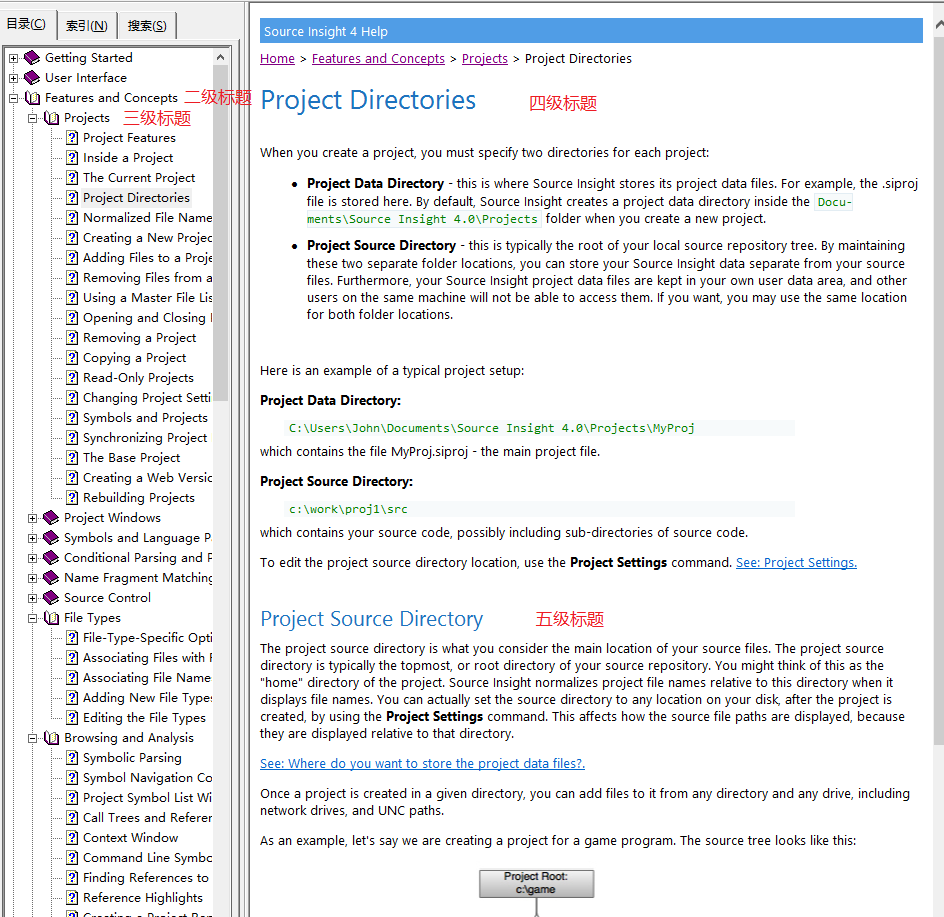 目录(C) 索引(N) 搜索(S)
Getting Started
User Interface
Features and Concepts 二级标题
Projects 三级标题
Project Features
Inside a Project
The Current Project
Project Directories
Normalized File Name
Creating a New Projec
Adding Files to a Proje
Removing Files from a
Using a Master File Lis
Opening and Closing
Removing a Project
Copying a Project
Read-Only Projects
Changing Project Setti
Symbols and Projects
Synchronizing Project
The Base Project
Creating a Web Versio
Rebuilding Projects
Project Windows
Symbols and Language P
Conditional Parsing and P
Name Fragment Matching
Source Control
File Types
File-Type-Specific Opti
Associating Files with F
Associating File Name
Adding New File Types
Editing the File Types
Browsing and Analysis
Symbolic Parsing
Symbol Navigation Co
Project Symbol List Wi
Call Trees and Referer
Context Window
Command Line Symbo
Finding References to
Reference Highlights
Source Insight 4 Help
Home > Features and Concepts > Projects > Project Directories
Project Directories 四级标题
When you create a project, you must specify two directories for each project:
• Project Data Directory - this is where Source Insight stores its project data files. For example, the .siproj
file is stored here. By default, Source Insight creates a project data directory inside the Docu-
ments\Source Insight 4.0\Projects folder when you create a new project.
• Project Source Directory - this is typically the root of your local source repository tree. By maintaining
these two separate folder locations, you can store your Source Insight data separate from your source
files. Furthermore, your Source Insight project data files are kept in your own user data area, and other
users on the same machine will not be able to access them. If you want, you may use the same location
for both folder locations.
Here is an example of a typical project setup:
Project Data Directory:
C:\Users\John\Documents\Source Insight 4.0\Projects\MyProj
which contains the file MyProj.siproj - the main project file.
Project Source Directory:
c:\work\proj1\src
which contains your source code, possibly including sub-directories of source code.
To edit the project source directory location, use the Project Settings command. See: Project Settings.
Project Source Directory 五级标题
The project source directory is what you consider the main location of your source files. The project source
directory is typically the topmost, or root directory of your source repository. You might think of this as the
"home" directory of the project. Source Insight normalizes project file names relative to this directory when it
displays file names. You can actually set the source directory to any location on your disk, after the project is
created, by using the Project Settings command. This affects how the source file paths are displayed, because
they are displayed relative to that directory.
See: Where do you want to store the project data files?.
Once a project is created in a given directory, you can add files to it from any directory and any drive, including
network drives, and UNC paths.
As an example, let's say we are creating a project for a game program. The source tree looks like this:
Project Root:
c:\game